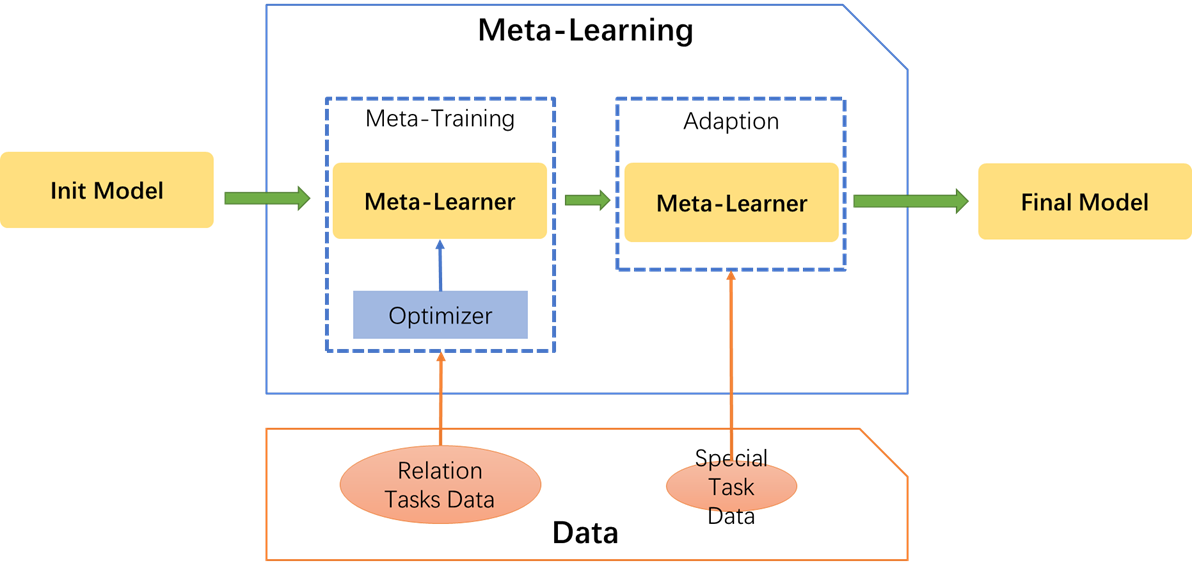 Meta-Learning
Meta-Training
Adaption
Init Model
Meta-Learner
Meta-Learner
Final Model
Optimizer
Relation
Tasks Data
Special
Task
Data
Data